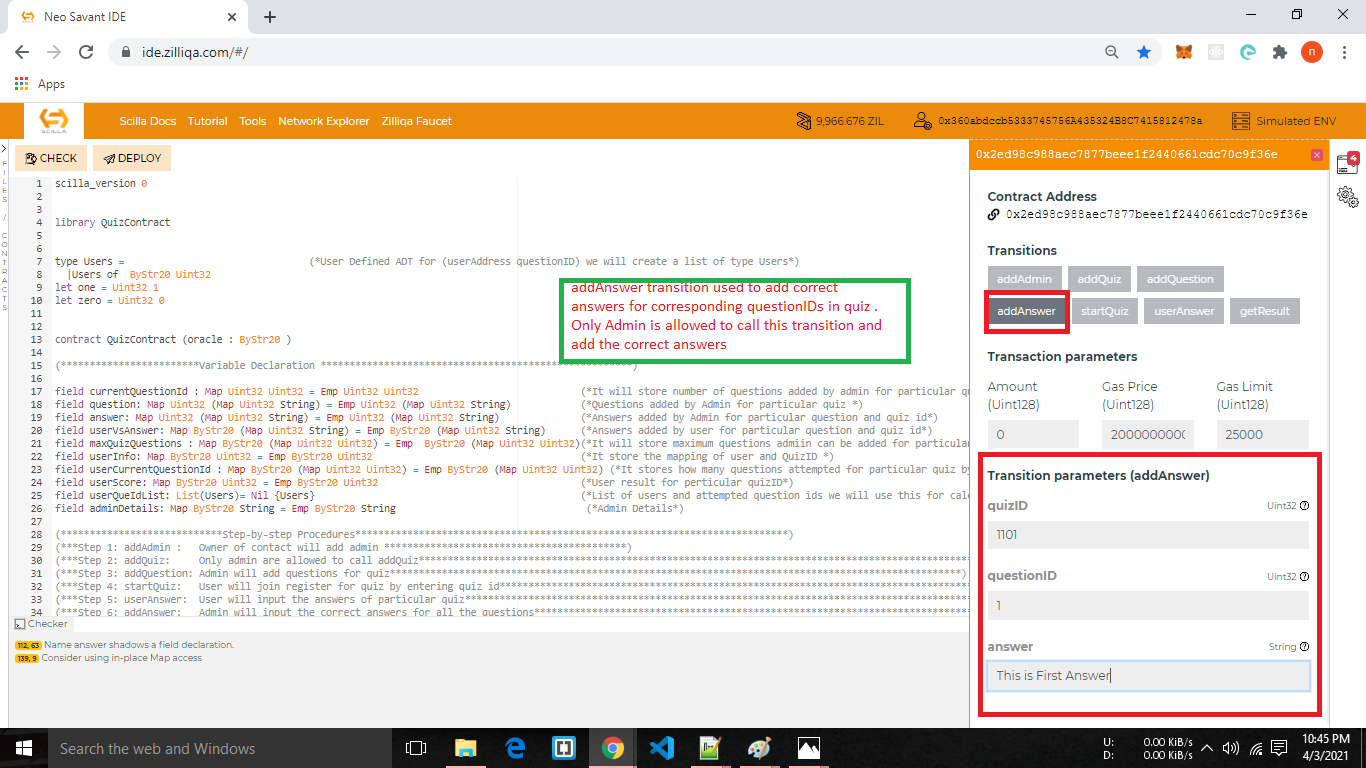 Neo Savant IDE
ide.zilliqa.com/#/
n
Apps
SCILLA
Scilla Docs Tutorial Tools Network Explorer Zilliqa Faucet
9,966.676 ZIL
0x360abdccb5333745756A435324B8C7415812478a
Simulated ENV
FILES / CONTRACTS
CHECK DEPLOY
1 scilla_version 0
2
3
4 library QuizContract
5
6
7 type Users = (*User Defined ADT for (userAddress questionID) we will create a list of type Users*)
8 |Users of ByStr20 Uint32
9 let one = Uint32 1
10 let zero = Uint32 0
11
12
13 contract QuizContract (oracle : ByStr20 )
14
15 (************************Variable Declaration ******************************************************)
16
17 field currentQuestionId : Map Uint32 Uint32 = Emp Uint32 Uint32 (*It will store number of questions added by admin for particular qu
18 field question: Map Uint32 (Map Uint32 String) = Emp Uint32 (Map Uint32 String) (*Questions added by Admin for particular quiz *)
19 field answer: Map Uint32 (Map Uint32 String) = Emp Uint32 (Map Uint32 String) (*Answers added by Admin for particular question and quiz id*)
20 field userVsAnswer: Map ByStr20 (Map Uint32 String) = Emp ByStr20 (Map Uint32 String) (*Answers added by user for particular question and quiz id*)
21 field maxQuizQuestions : Map ByStr20 (Map Uint32 Uint32) = Emp ByStr20 (Map Uint32 Uint32)(*It will store maximum questions admiin can be added for particular
22 field userInfo: Map ByStr20 Uint32 = Emp ByStr20 Uint32 (*It store the mapping of user and QuizID *)
23 field userCurrentQuestionId : Map ByStr20 (Map Uint32 Uint32) = Emp ByStr20 (Map Uint32 Uint32) (*It stores how many questions attempted for particular quiz by
24 field userScore: Map ByStr20 Uint32 = Emp ByStr20 Uint32 (*User result for perticular quizID*)
25 field userQueIdList: List(Users)= Nil {Users} (*List of users and attempted question ids we will use this for calc
26 field adminDetails: Map ByStr20 String = Emp ByStr20 String (*Admin Details*)
27
28 (****************************Step-by-step Procedures*************************************************************************)
29 (***Step 1: addAdmin : Owner of contact will add admin ******************************************)
30 (***Step 2: addQuiz: Only admin are allowed to call addQuiz************************************************************************************************
31 (***Step 3: addQuestion: Admin will add questions for quiz**************************************************************************************************)
32 (***Step 4: startQuiz: User will join register for quiz by entering quiz id**********************************************************************************
33 (***Step 5: userAnswer: User will input the answers of particular quiz****************************************************************************************
34 (***Step 6: addAnswer: Admin will input the correct answers for all the questions****************************************************************************
addAnswer transition used to add correct
answers for corresponding questionIDs in quiz .
Only Admin is allowed to call this transition and
add the correct answers
Checker
112, 63 Name answer shadows a field declaration.
139, 9 Consider using in-place Map access
0x2ed98c988aec7877beee1f2440661cdc70c9f36e
4
Contract Address
0x2ed98c988aec7877beee1f2440661cdc70c9f36e
Transitions
addAdmin addQuiz addQuestion
addAnswer startQuiz userAnswer getResult
Transaction parameters
Amount Gas Price Gas Limit
(Uint128) (Uint128) (Uint128)
0 2000000000 25000
Transition parameters (addAnswer)
quizID Uint32
1101
questionID Uint32
1
answer String
This is First Answer
Search the web and Windows
U: 0.00 KiB/s
D: 0.00 KiB/s
10:45 PM
4/3/2021